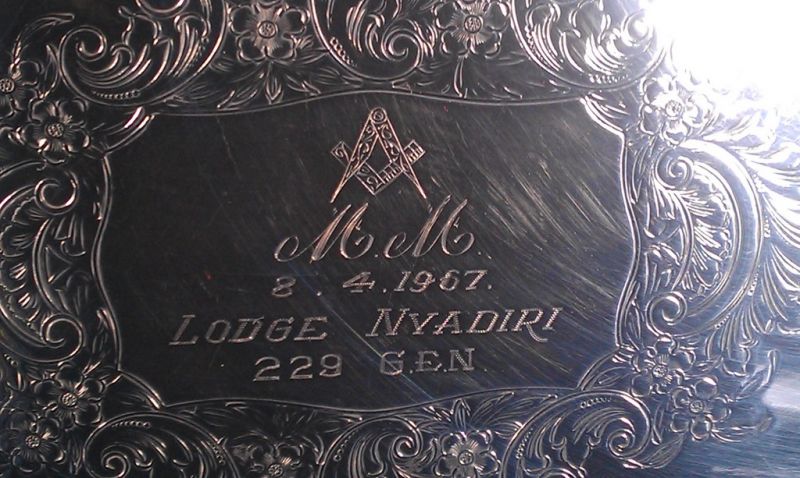 M.M.
8.4.1967.
LODGE NYADIRI
229 G.E.N